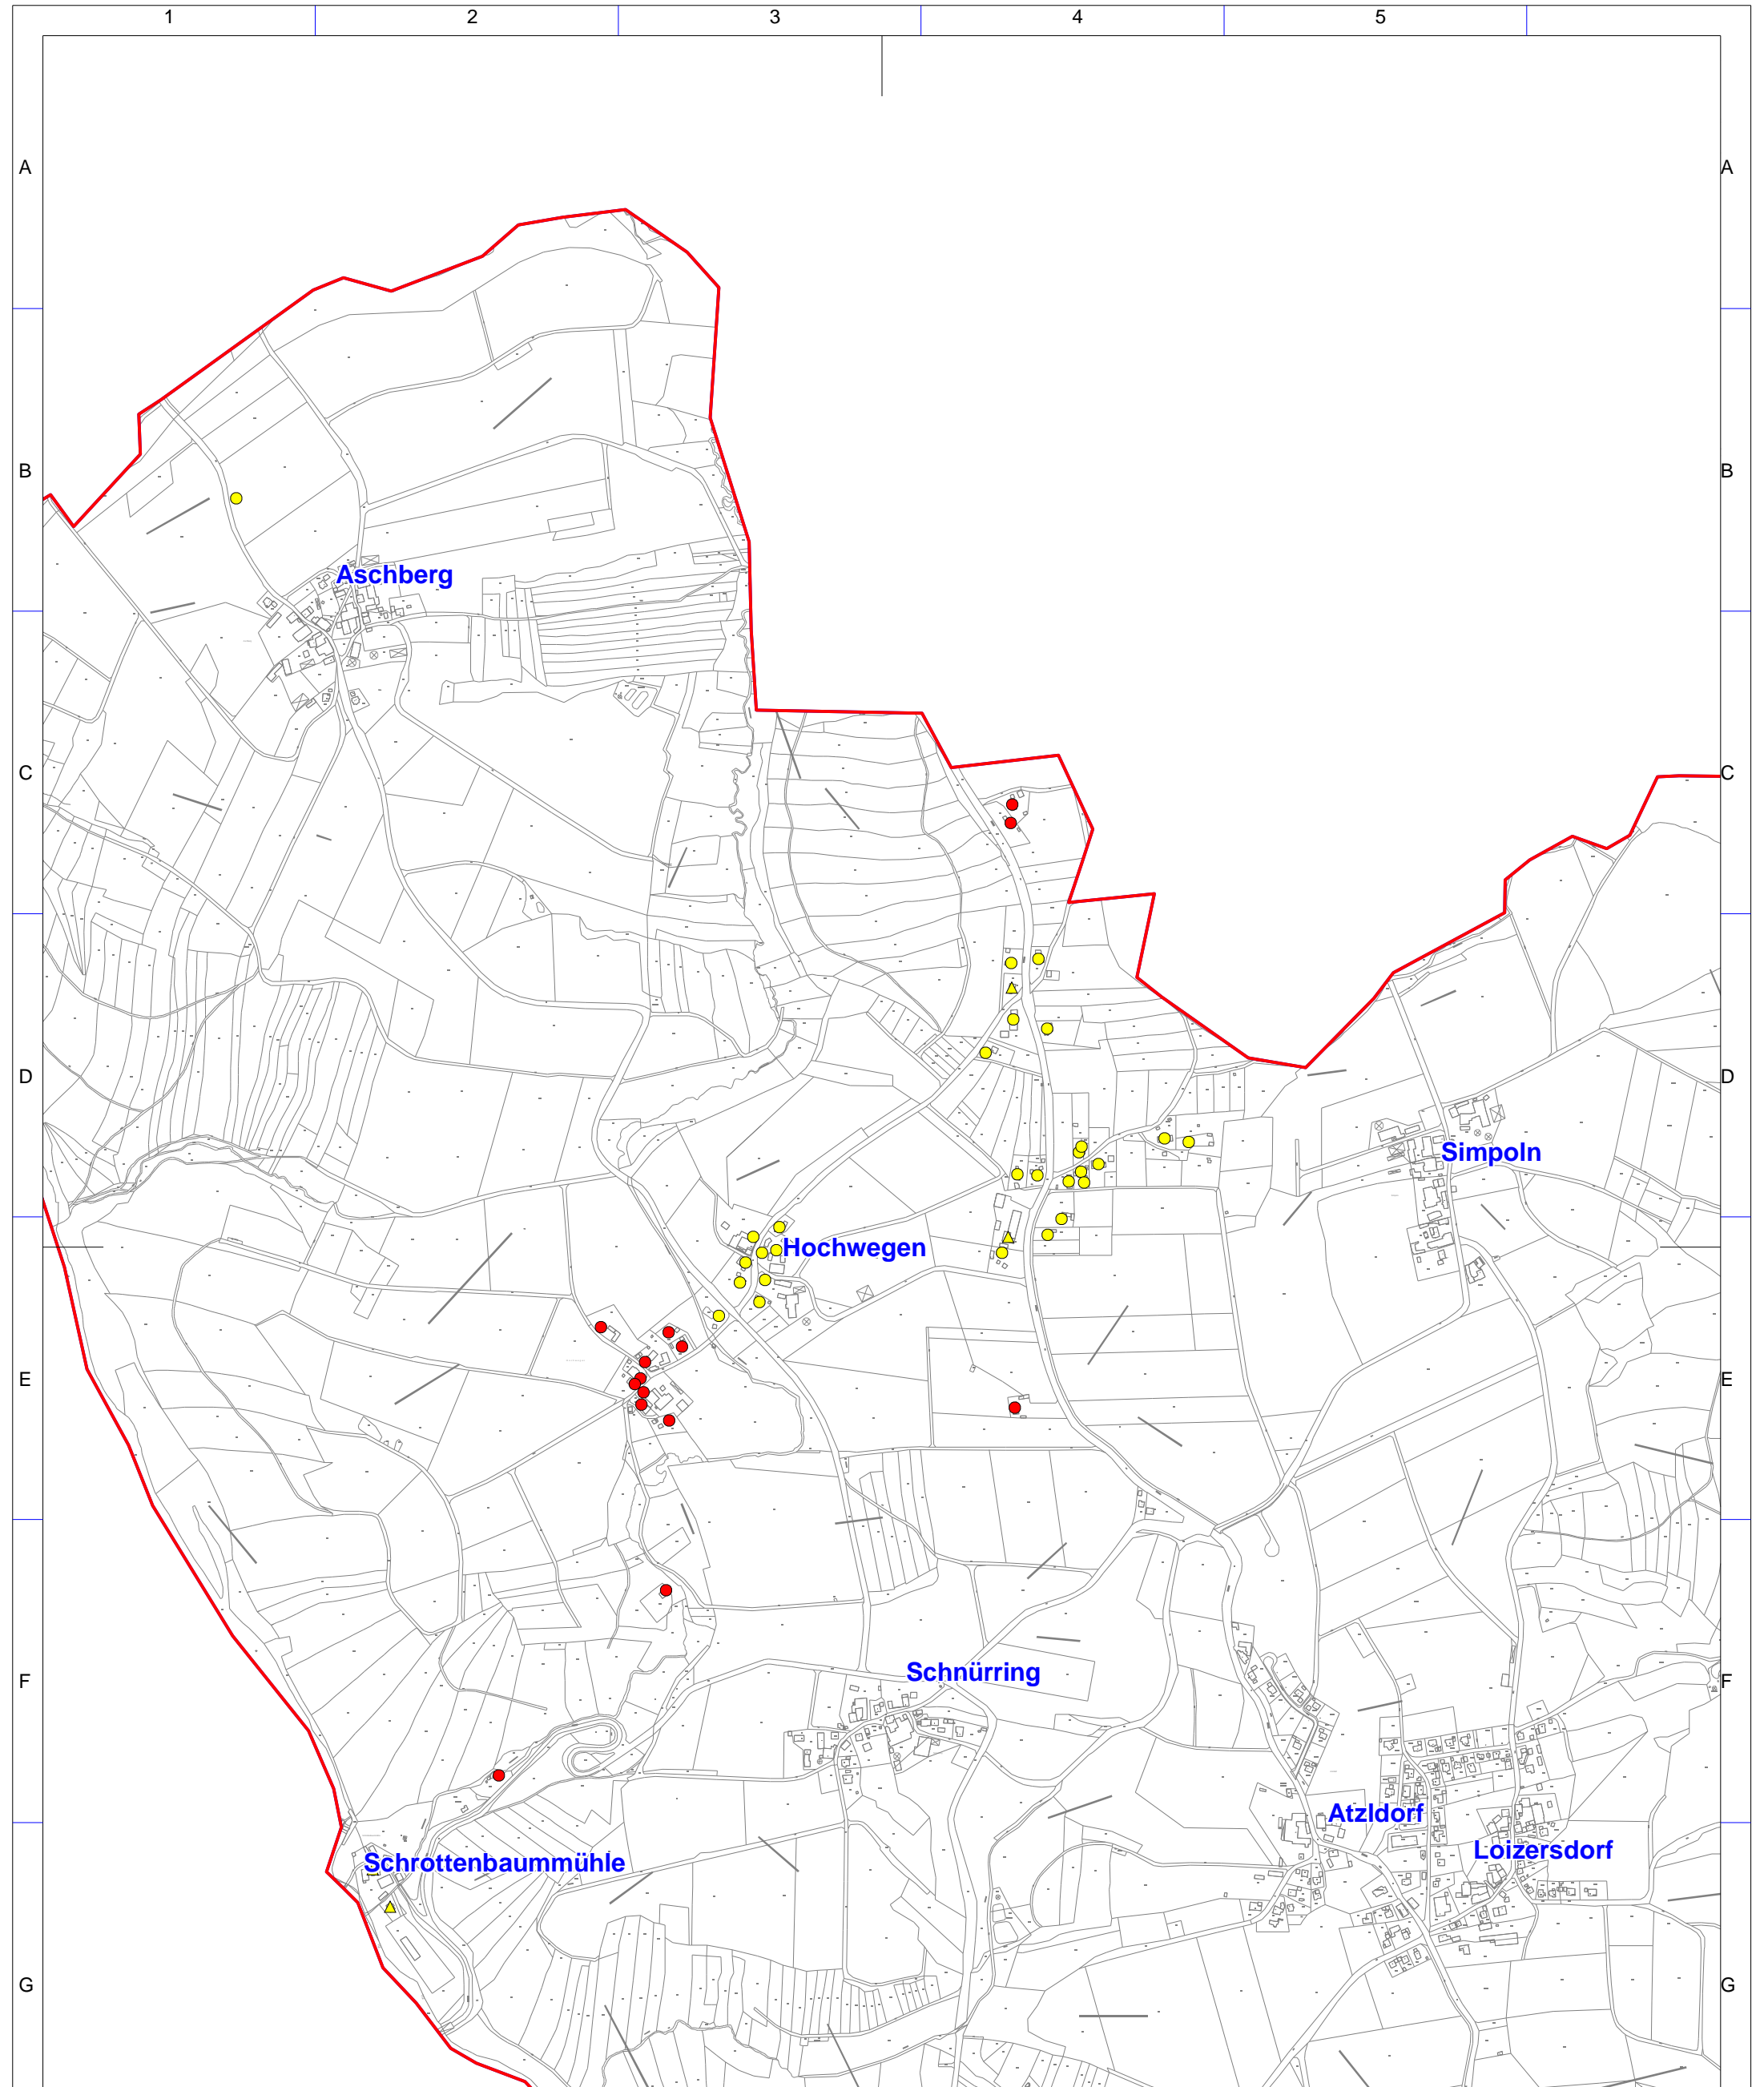 1 2 3 4 5
A A
B B
Aschberg
C C
D D
Simpoln
Hochwegen
E E
Schnürring
F F
Atzldorf
Loizersdorf
Schrottenbaummühle
G G